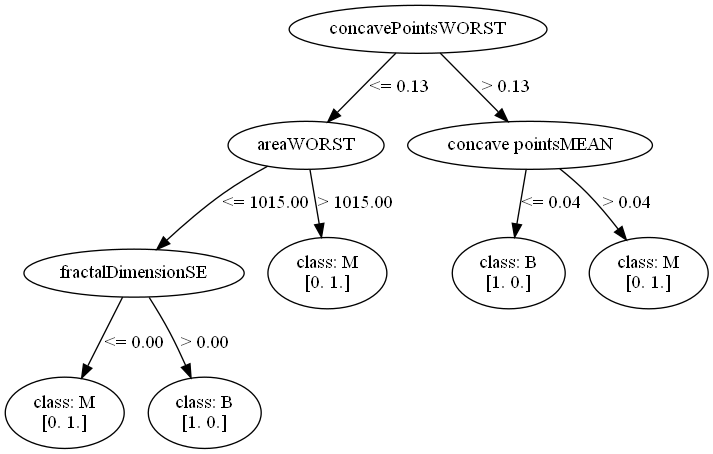 concavePointsWORST
<= 0.13
> 0.13
areaWORST
concave pointsMEAN
<= 1015.00
> 1015.00
<= 0.04
> 0.04
fractalDimensionSE
class: M
[0. 1.]
class: B
[1. 0.]
class: M
[0. 1.]
<= 0.00
> 0.00
class: M
[0. 1.]
class: B
[1. 0.]